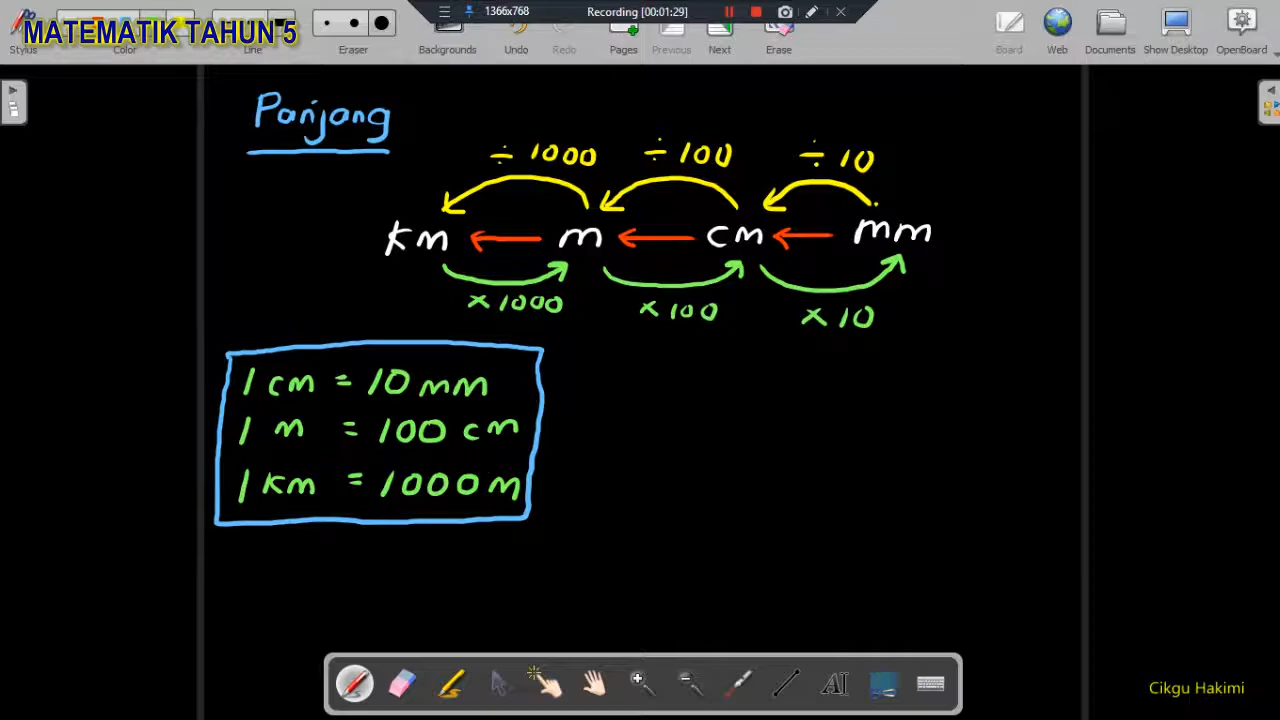 1366x768 Recording [00:01:29]
MATEMATIK TAHUN 5
Stylus Color Line Eraser Backgrounds Undo Redo Pages Previous Next Erase Board Web Documents Show Desktop OpenBoard
Panjang
÷ 1000 ÷ 100 ÷ 10
km m cm mm
× 1000 × 100 × 10
1 cm = 10 mm
1 m = 100 cm
1 km = 1000 m
AI
Cikgu Hakimi